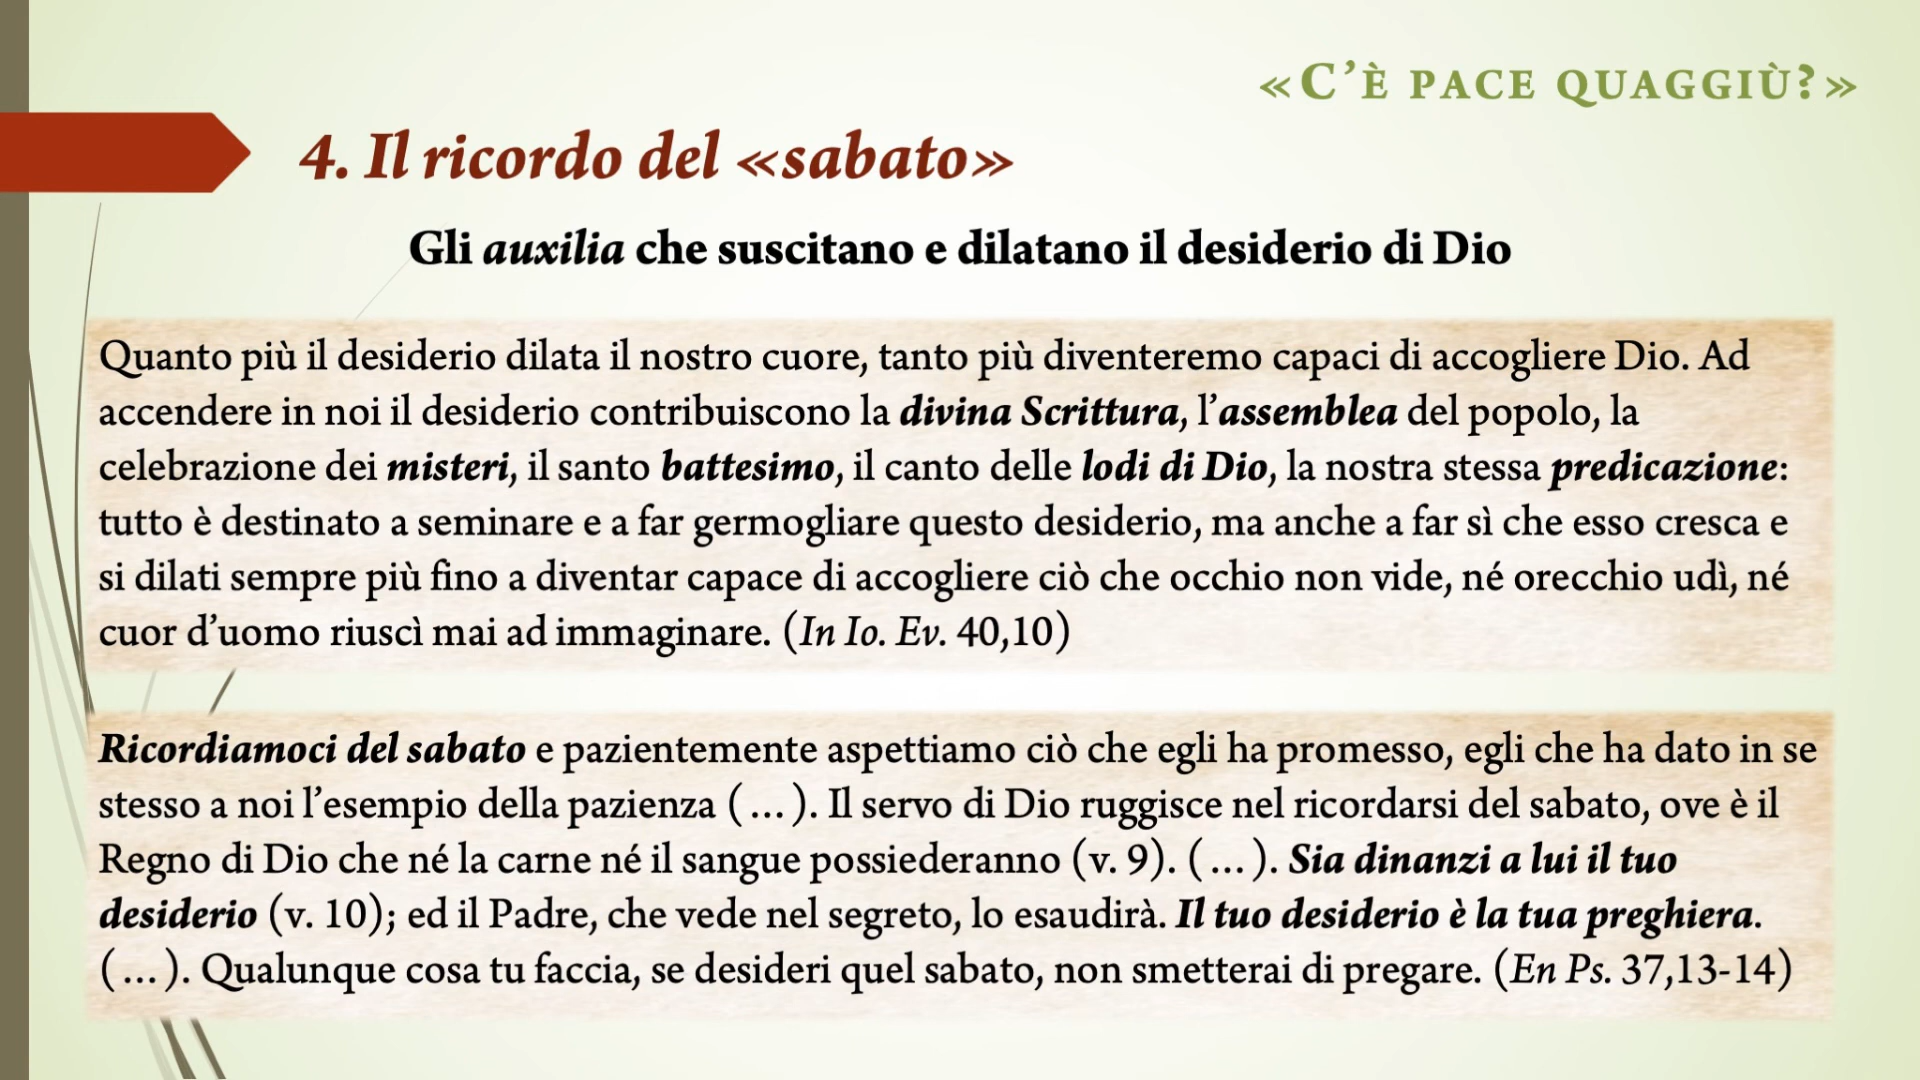 «C’È PACE QUAGGIÙ?»
4. Il ricordo del «sabato»
Gli auxilia che suscitano e dilatano il desiderio di Dio
Quanto più il desiderio dilata il nostro cuore, tanto più diventeremo capaci di accogliere Dio. Ad
accendere in noi il desiderio contribuiscono la divina Scrittura, l’assemblea del popolo, la
celebrazione dei misteri, il santo battesimo, il canto delle lodi di Dio, la nostra stessa predicazione:
tutto è destinato a seminare e a far germogliare questo desiderio, ma anche a far sì che esso cresca e
si dilati sempre più fino a diventar capace di accogliere ciò che occhio non vide, né orecchio udì, né
cuor d’uomo riuscì mai ad immaginare. (In Io. Ev. 40,10)
Ricordiamoci del sabato e pazientemente aspettiamo ciò che egli ha promesso, egli che ha dato in se
stesso a noi l’esempio della pazienza (…). Il servo di Dio ruggisce nel ricordarsi del sabato, ove è il
Regno di Dio che né la carne né il sangue possiederanno (v. 9). (…). Sia dinanzi a lui il tuo
desiderio (v. 10); ed il Padre, che vede nel segreto, lo esaudirà. Il tuo desiderio è la tua preghiera.
(…). Qualunque cosa tu faccia, se desideri quel sabato, non smetterai di pregare. (En Ps. 37,13-14)